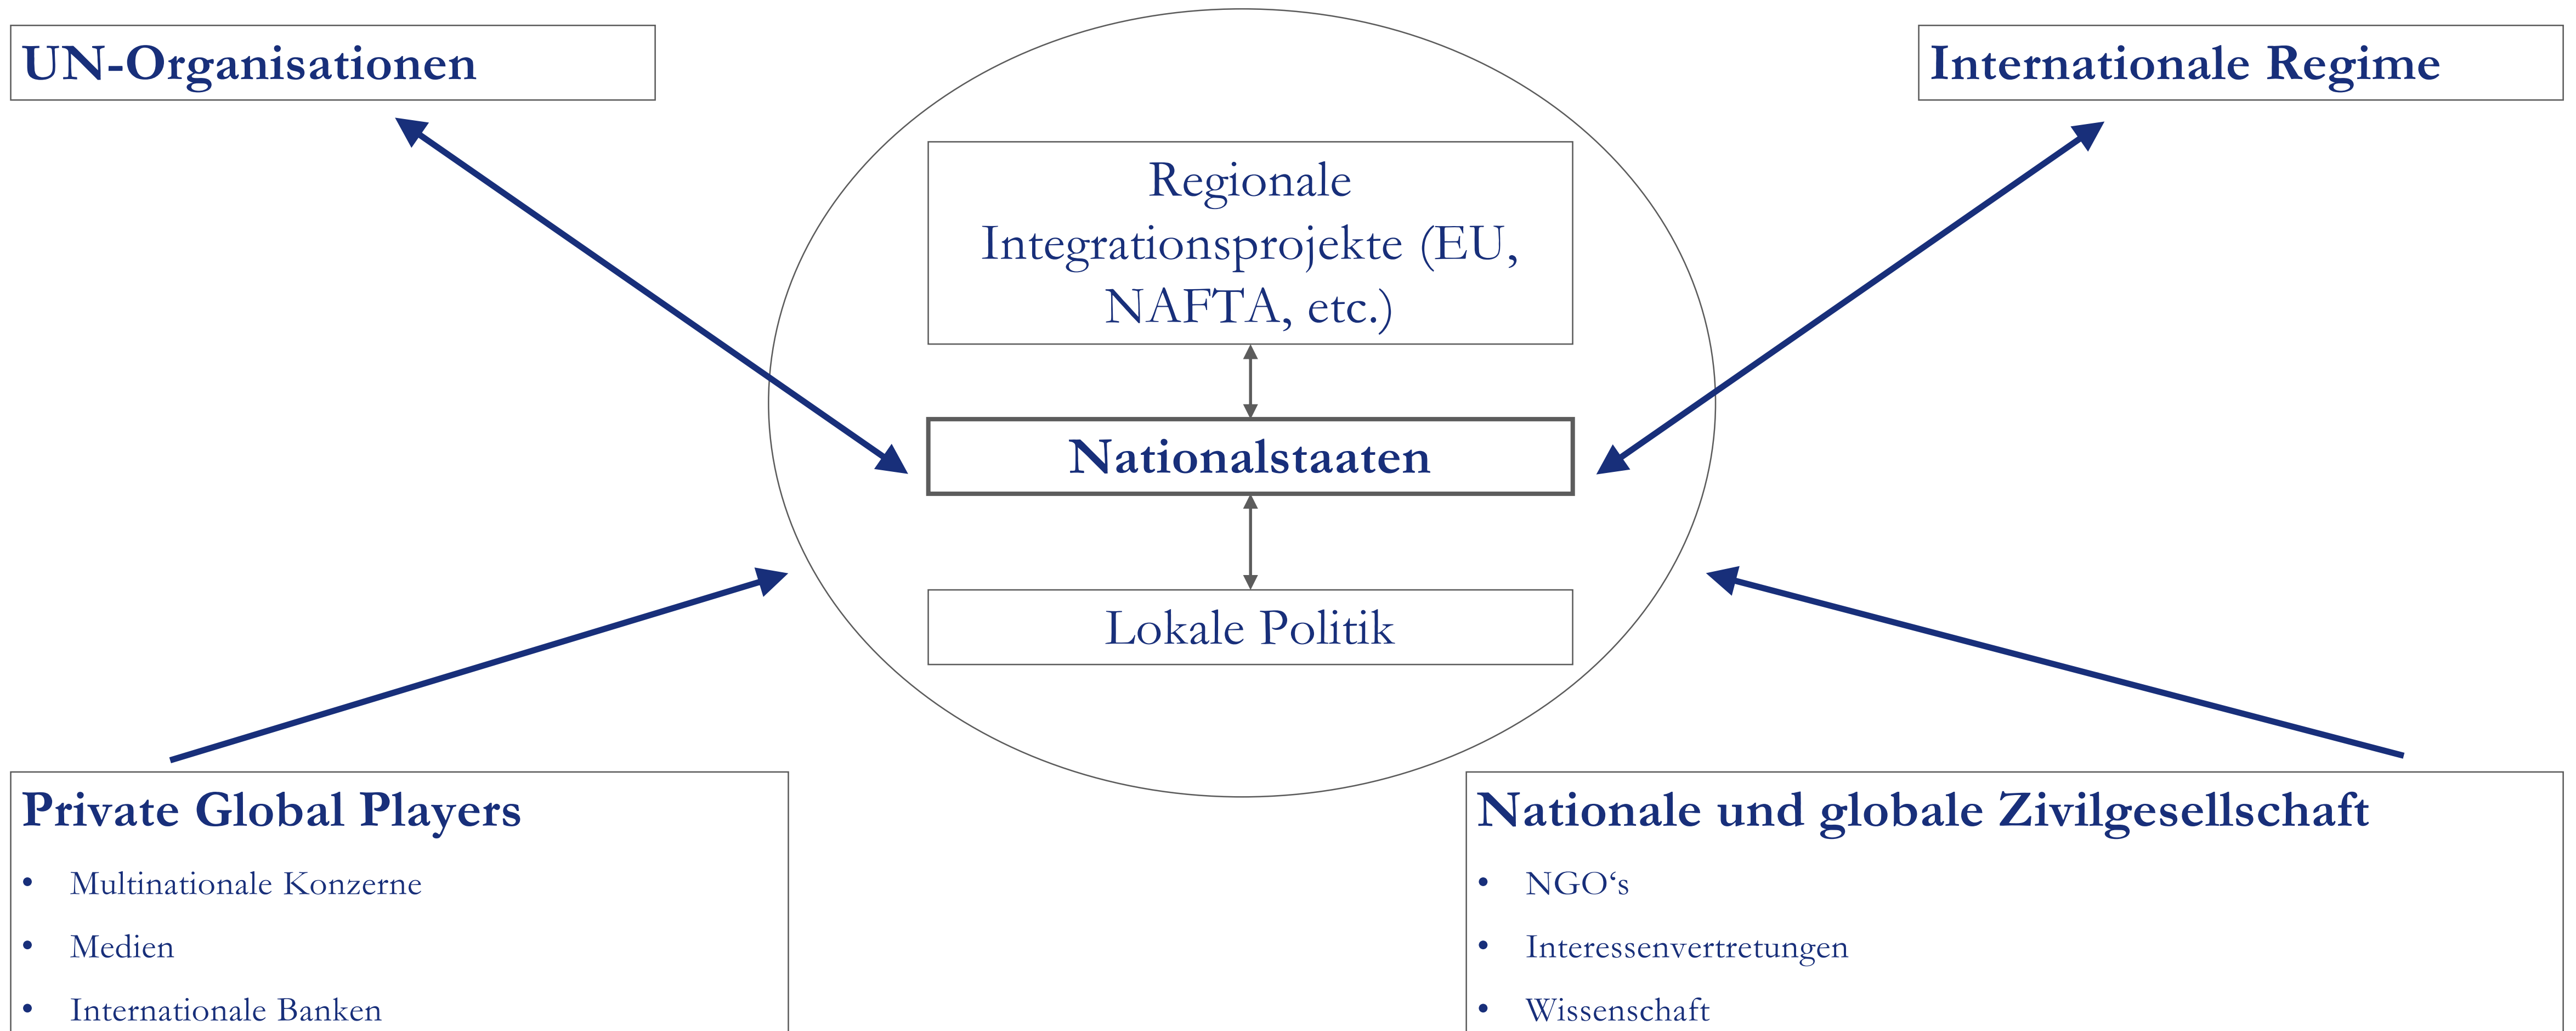 UN-Organisationen
Internationale Regime
Regionale
Integrationsprojekte (EU,
NAFTA, etc.)
Nationalstaaten
Lokale Politik
Private Global Players
• Multinationale Konzerne
• Medien
• Internationale Banken
Nationale und globale Zivilgesellschaft
• NGO‘s
• Interessenvertretungen
• Wissenschaft